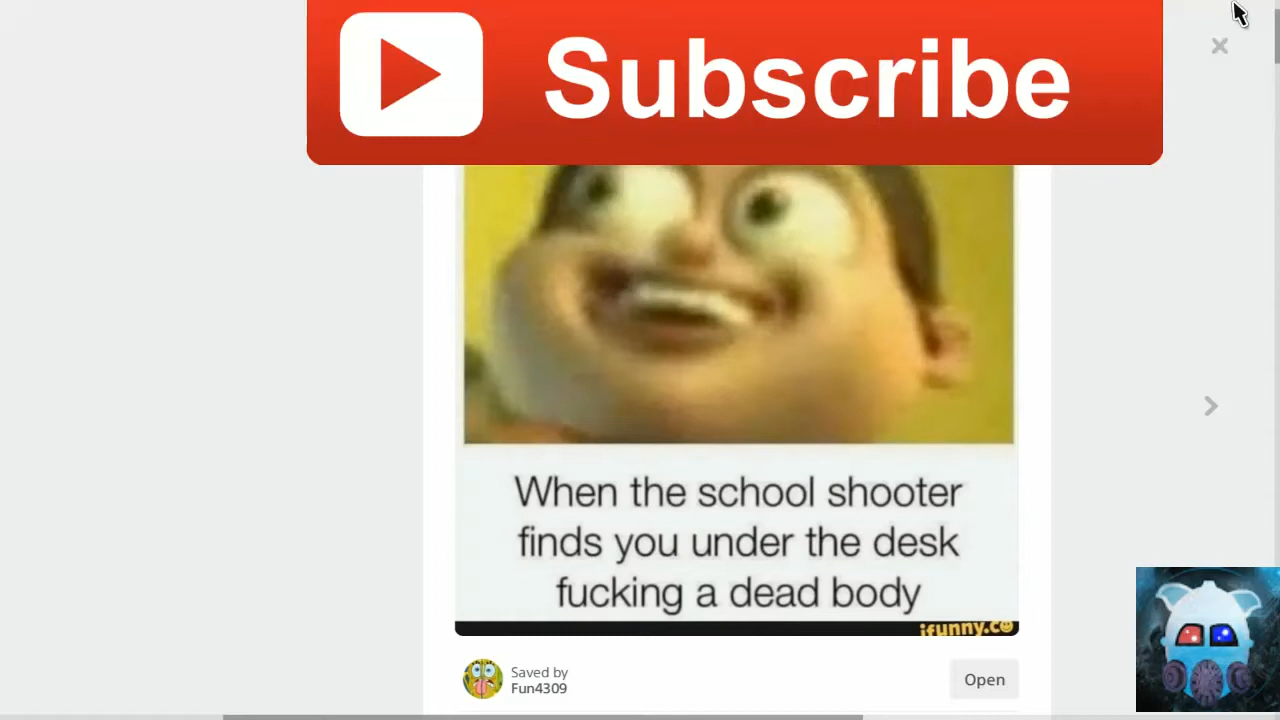 Subscribe
When the school shooter
finds you under the desk
fucking a dead body
ifunny.co
Saved by
Fun4309
Open